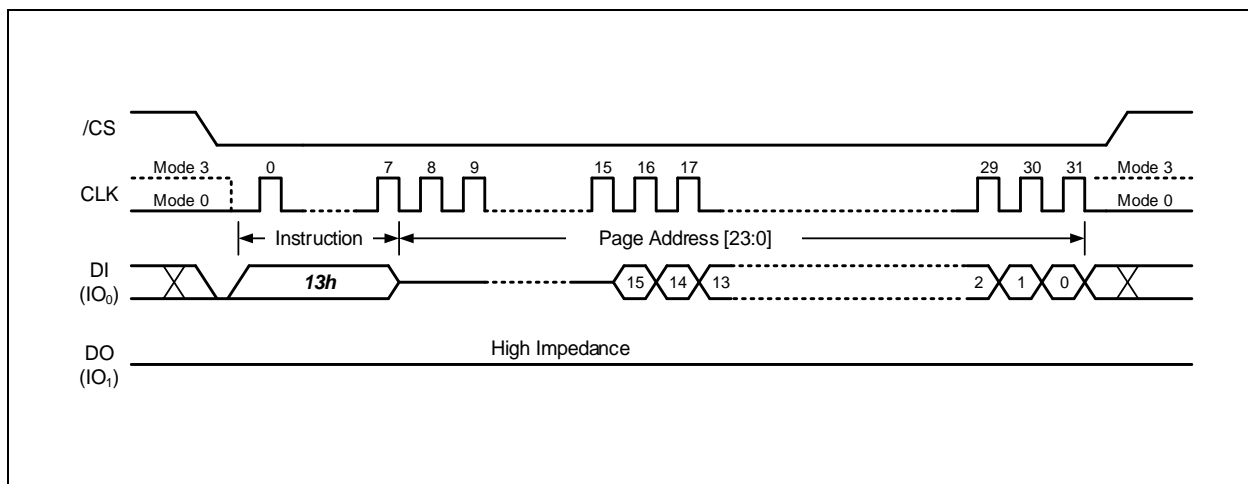 /CS
Mode 3 0 7 8 9 15 16 17 29 30 31 Mode 3
CLK
Mode 0 Mode 0
Instruction Page Address [23:0]
DI 13h 15 14 13 2 1 0
(IO₀)
DO High Impedance
(IO₁)